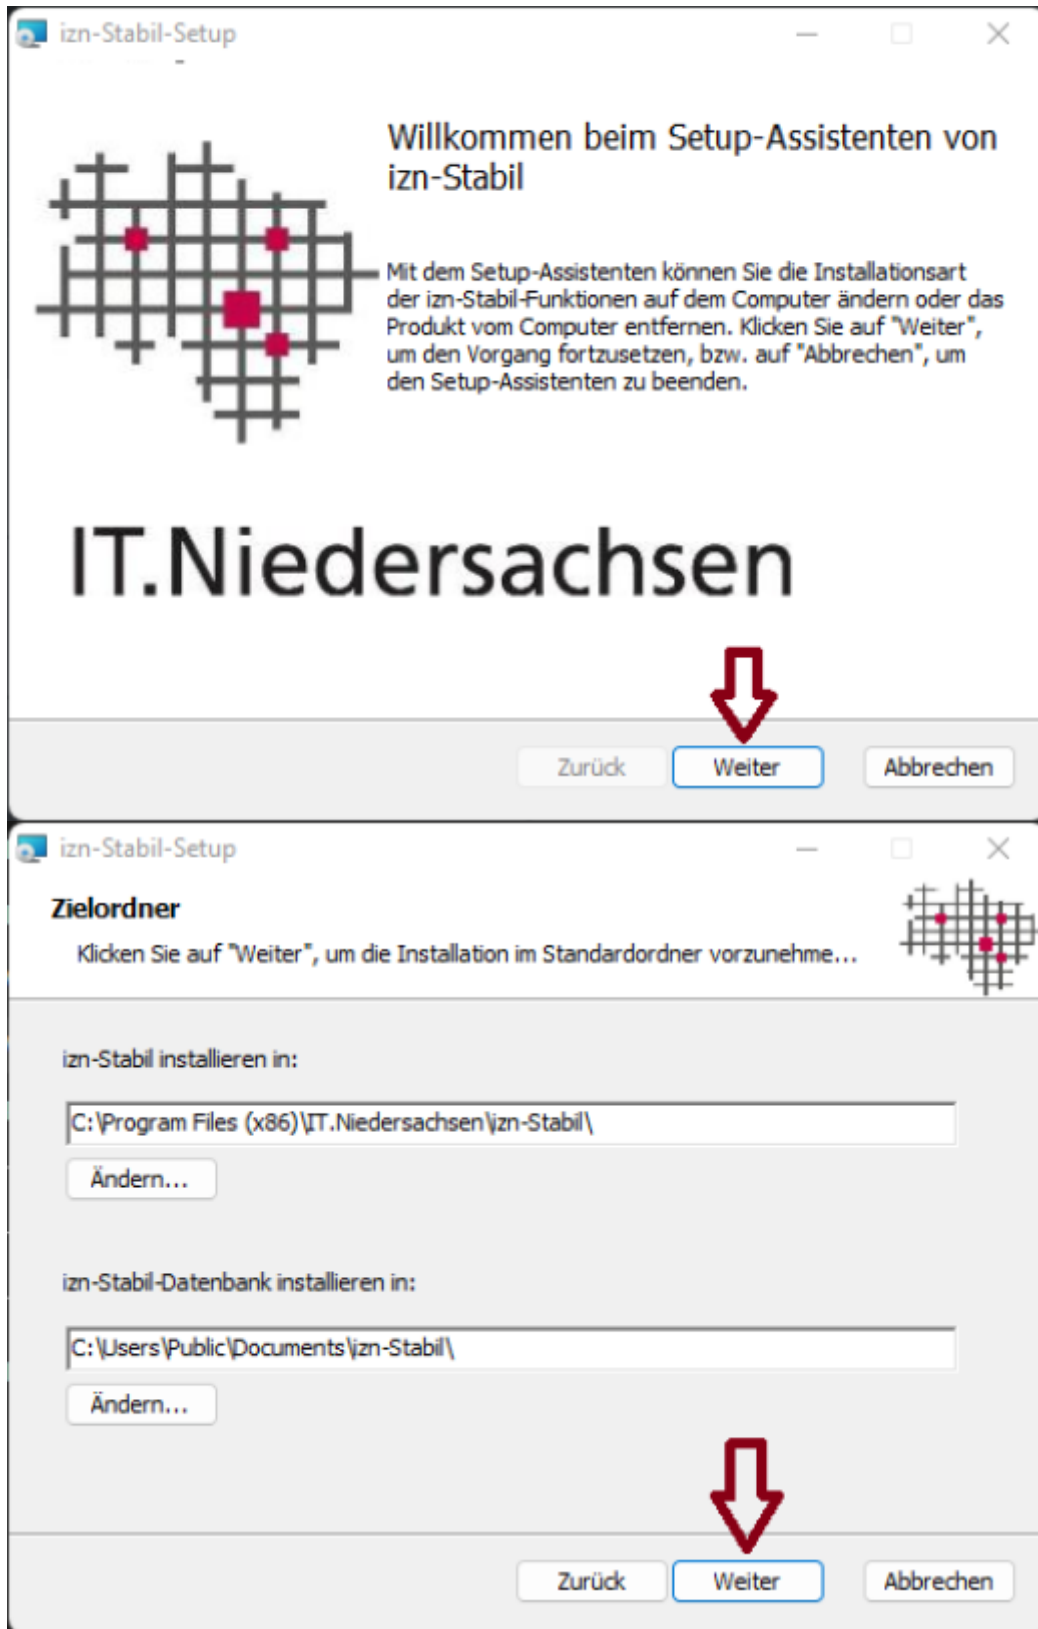 izn-Stabil-Setup
Willkommen beim Setup-Assistenten von
izn-Stabil
Mit dem Setup-Assistenten können Sie die Installationsart
der izn-Stabil-Funktionen auf dem Computer ändern oder das
Produkt vom Computer entfernen. Klicken Sie auf "Weiter",
um den Vorgang fortzusetzen, bzw. auf "Abbrechen", um
den Setup-Assistenten zu beenden.
IT.Niedersachsen
Zurück Weiter Abbrechen
izn-Stabil-Setup
Zielordner
Klicken Sie auf "Weiter", um die Installation im Standardordner vorzunehme...
izn-Stabil installieren in:
C:\Program Files (x86)\IT.Niedersachsen\izn-Stabil\
Ändern...
izn-Stabil-Datenbank installieren in:
C:\Users\Public\Documents\izn-Stabil\
Ändern...
Zurück Weiter Abbrechen